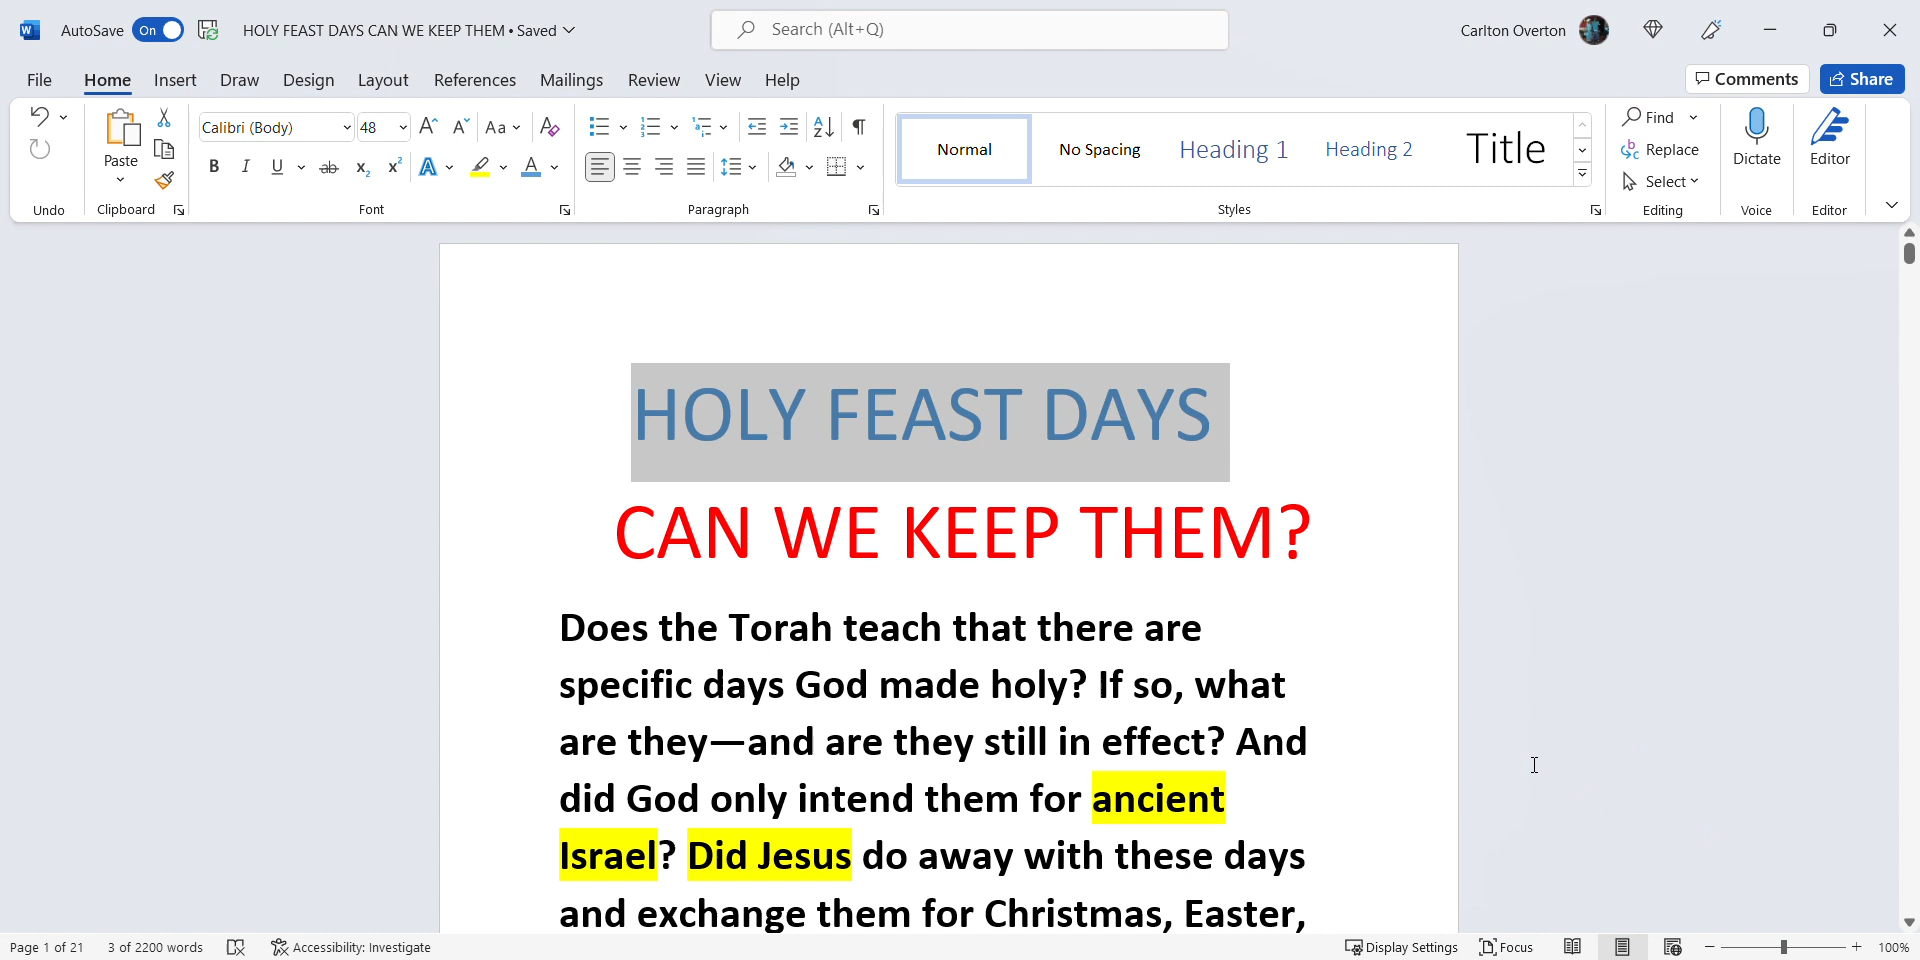 AutoSave On HOLY FEAST DAYS CAN WE KEEP THEM • Saved Search (Alt+Q) Carlton Overton
File Home Insert Draw Design Layout References Mailings Review View Help Comments Share
Paste
Calibri (Body) 48 Aa
Normal No Spacing Heading 1 Heading 2 Title
Find
Replace
Select
Dictate
Editor
Undo Clipboard Font Paragraph Styles Editing Voice Editor
HOLY FEAST DAYS
CAN WE KEEP THEM?
Does the Torah teach that there are
specific days God made holy? If so, what
are they—and are they still in effect? And
did God only intend them for ancient
Israel? Did Jesus do away with these days
and exchange them for Christmas, Easter,
Page 1 of 21 3 of 2200 words Accessibility: Investigate Display Settings Focus 100%